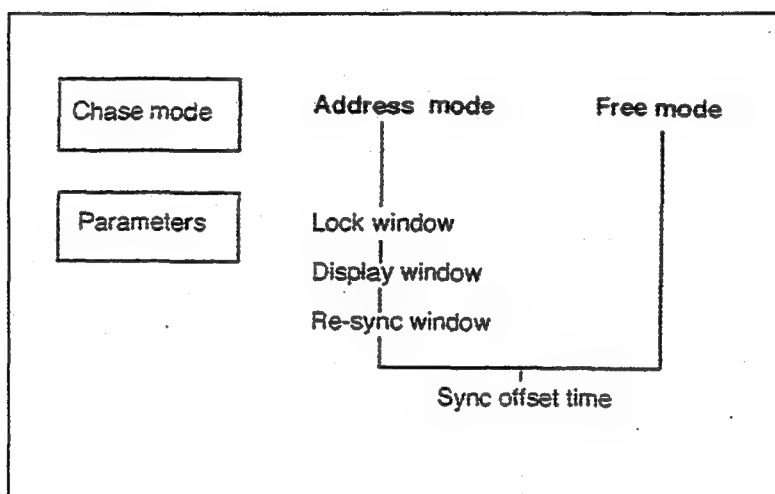 Chase mode
Address mode
Free mode
Parameters
Lock window
Display window
Re-sync window
Sync offset time